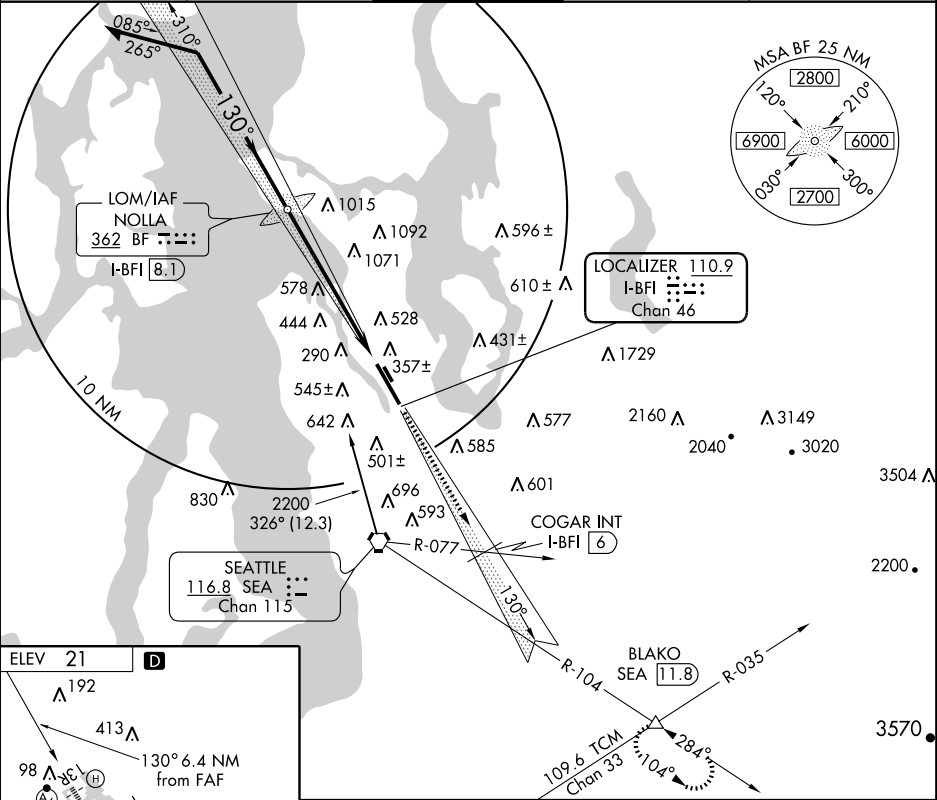 085°
265°
310°
130°
MSA BF 25 NM
2800
120°
210°
6900
6000
030°
300°
2700
LOM/IAF
NOLLA
362 BF
I-BFI 8.1
1015
1092
1071
596±
578
610±
LOCALIZER 110.9
I-BFI
Chan 46
444
528
431±
290
357±
1729
10 NM
545±
642
577
2160
3149
501±
585
2040
3020
830
696
601
3504
2200
326° (12.3)
593
R-077
COGAR INT
I-BFI 6
SEATTLE
116.8 SEA
Chan 115
2200
130°
ELEV 21
D
BLAKO
SEA 11.8
R-104
R-035
192
413
130° 6.4 NM
from FAF
98
13R
H
A
109.6 TCM
Chan 33
284°
104°
3570